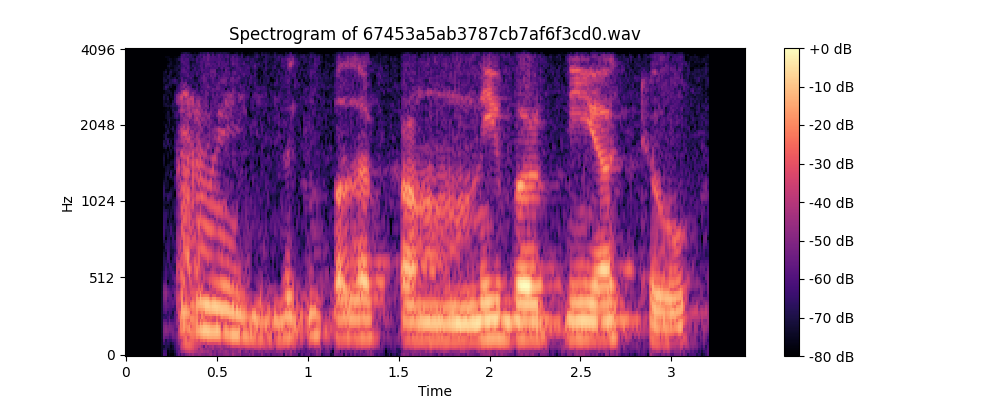 Spectrogram of 67453a5ab3787cb7af6f3cd0.wav
4096
2048
1024
512
0
Hz
0
0.5
1
1.5
2
2.5
3
Time
+0 dB
-10 dB
-20 dB
-30 dB
-40 dB
-50 dB
-60 dB
-70 dB
-80 dB